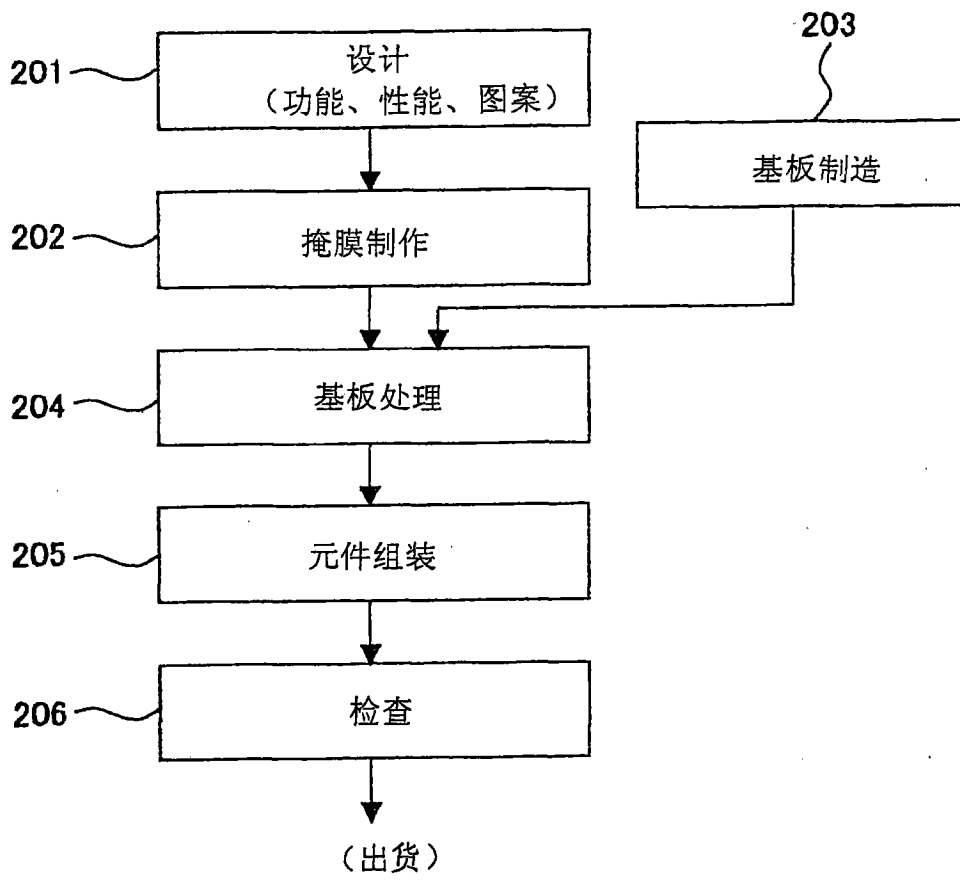 201
设计
（功能、性能、图案）
203
基板制造
202
掩膜制作
204
基板处理
205
元件组装
206
检查
（出货）